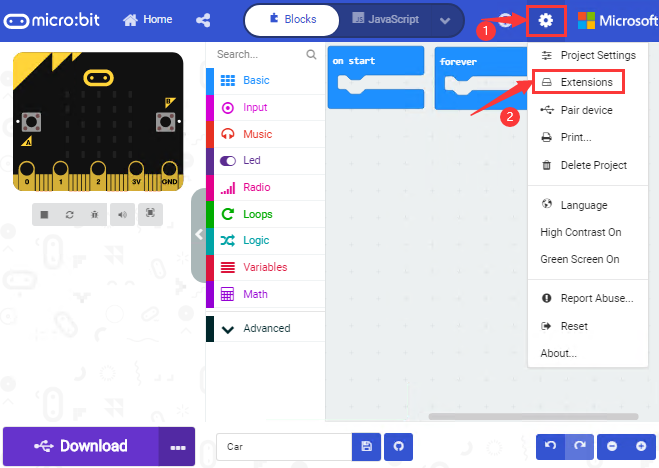 micro:bit
Home
Blocks
JavaScript
1
Microsoft
Search...
Basic
Input
Music
Led
Radio
Loops
Logic
Variables
Math
Advanced
on start
forever
Project Settings
Extensions
2
Pair device
Print...
Delete Project
Language
High Contrast On
Green Screen On
Report Abuse...
Reset
About...
B
A
0 1 2 3V GND
Download
Car